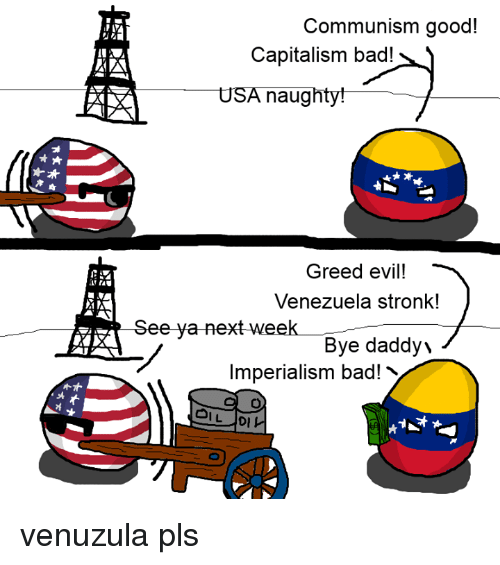 Communism good!
Capitalism bad!
USA naughty!
Greed evil!
Venezuela stronk!
See ya next week
Bye daddy
Imperialism bad!
OIL OIL
venuzula pls